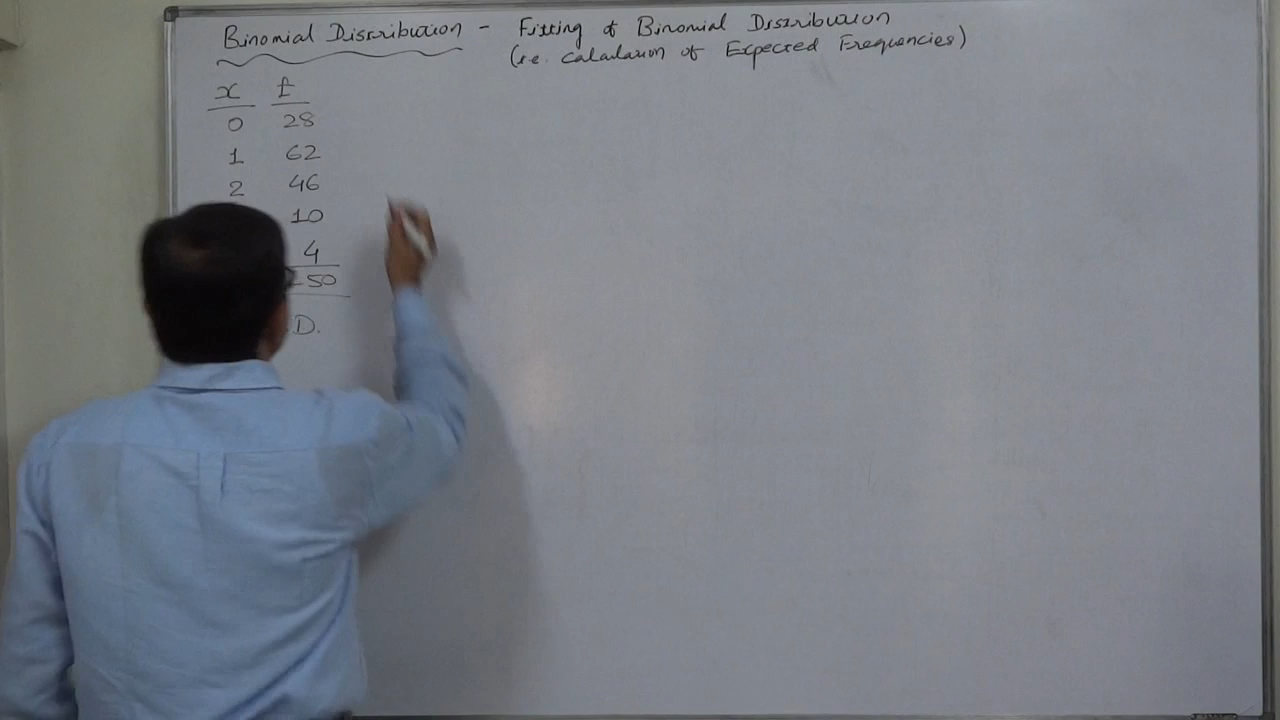 Binomial Distribution - Fitting of Binomial Distribution
(i.e. Calculation of Expected Frequencies)
x f
0 28
1 62
2 46
10
4
150
D.